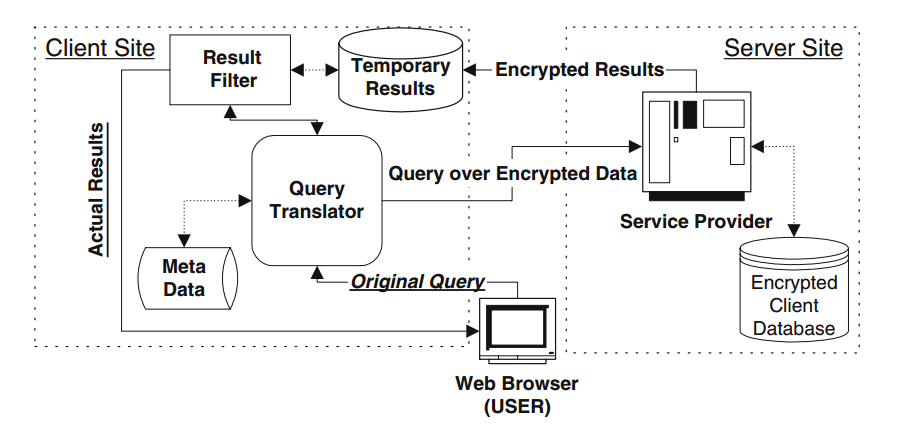 Client Site
Server Site
Result
Filter
Temporary
Results
Encrypted Results
Actual Results
Query
Translator
Query over Encrypted Data
Service Provider
Meta
Data
Original Query
Encrypted
Client
Database
Web Browser
(USER)